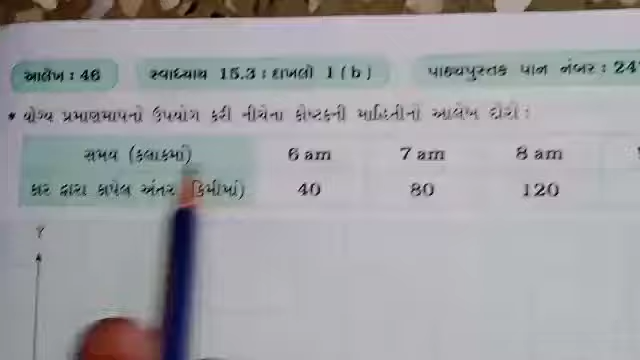 આલેખ : 46 સ્વાધ્યાય 15.3 : દાખલો 1 (b) પાઠ્યપુસ્તક પાન નંબર : 24
* યોગ્ય પ્રમાણમાપનો ઉપયોગ કરી નીચેના કોષ્ટકની માહિતીનો આલેખ દોરો :
સમય (કલાકમાં) 6 am 7 am 8 am
કાર દ્વારા કાપેલ અંતર (કિમીમાં) 40 80 120
Y